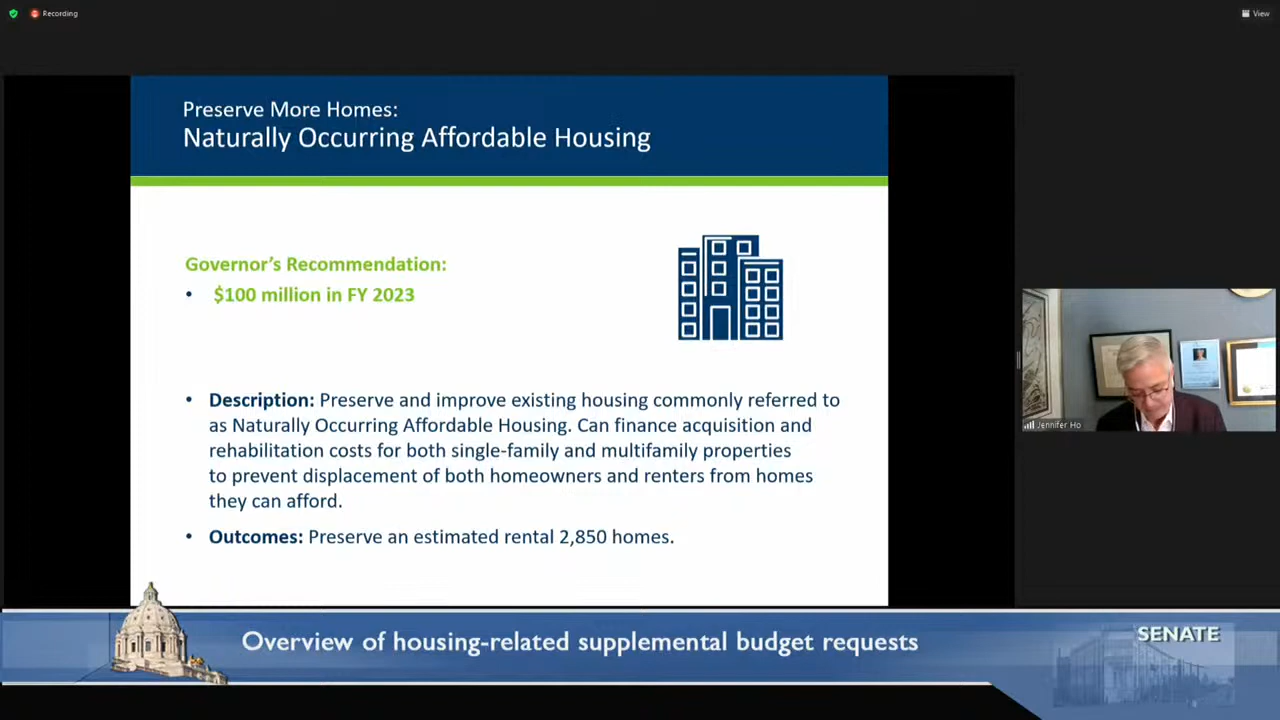 Recording
View
Preserve More Homes:
Naturally Occurring Affordable Housing
Governor's Recommendation:
• $100 million in FY 2023
• Description: Preserve and improve existing housing commonly referred to
as Naturally Occurring Affordable Housing. Can finance acquisition and
rehabilitation costs for both single-family and multifamily properties
to prevent displacement of both homeowners and renters from homes
they can afford.
• Outcomes: Preserve an estimated rental 2,850 homes.
Jennifer Ho
Overview of housing-related supplemental budget requests
SENATE